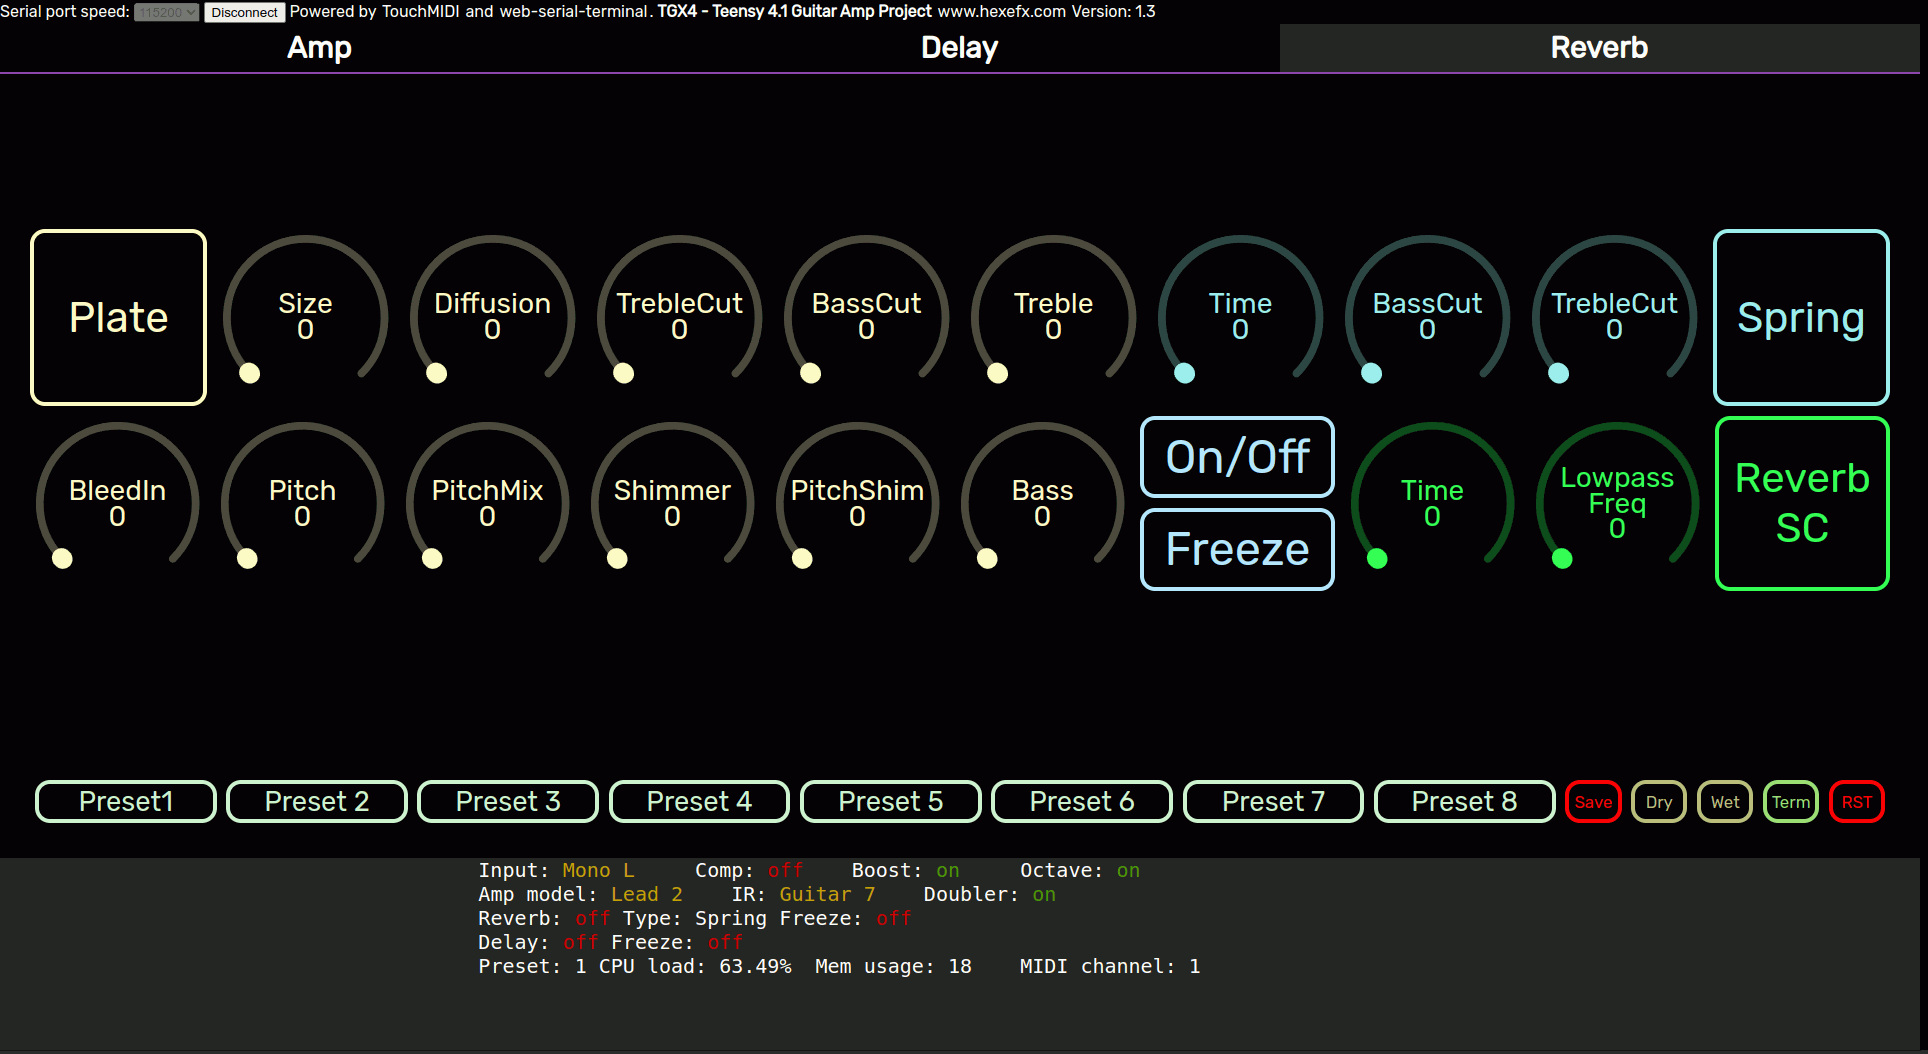 Serial port speed: 115200 Disconnect Powered by TouchMIDI and web-serial-terminal. TGX4 - Teensy 4.1 Guitar Amp Project www.hexefx.com Version: 1.3
Amp Delay Reverb
Plate
Size
0
Diffusion
0
TrebleCut
0
BassCut
0
Treble
0
Time
0
BassCut
0
TrebleCut
0
Spring
BleedIn
0
Pitch
0
PitchMix
0
Shimmer
0
PitchShim
0
Bass
0
On/Off
Freeze
Time
0
Lowpass
Freq
0
Reverb
SC
Preset1 Preset 2 Preset 3 Preset 4 Preset 5 Preset 6 Preset 7 Preset 8 Save Dry Wet Term RST
Input: Mono L Comp: off Boost: on Octave: on
Amp model: Lead 2 IR: Guitar 7 Doubler: on
Reverb: off Type: Spring Freeze: off
Delay: off Freeze: off
Preset: 1 CPU load: 63.49% Mem usage: 18 MIDI channel: 1